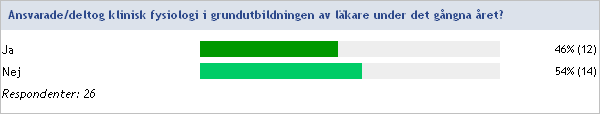 Ansvarade/deltog klinisk fysiologi i grundutbildningen av läkare under det gångna året?
Ja 46% (12)
Nej 54% (14)
Respondenter: 26